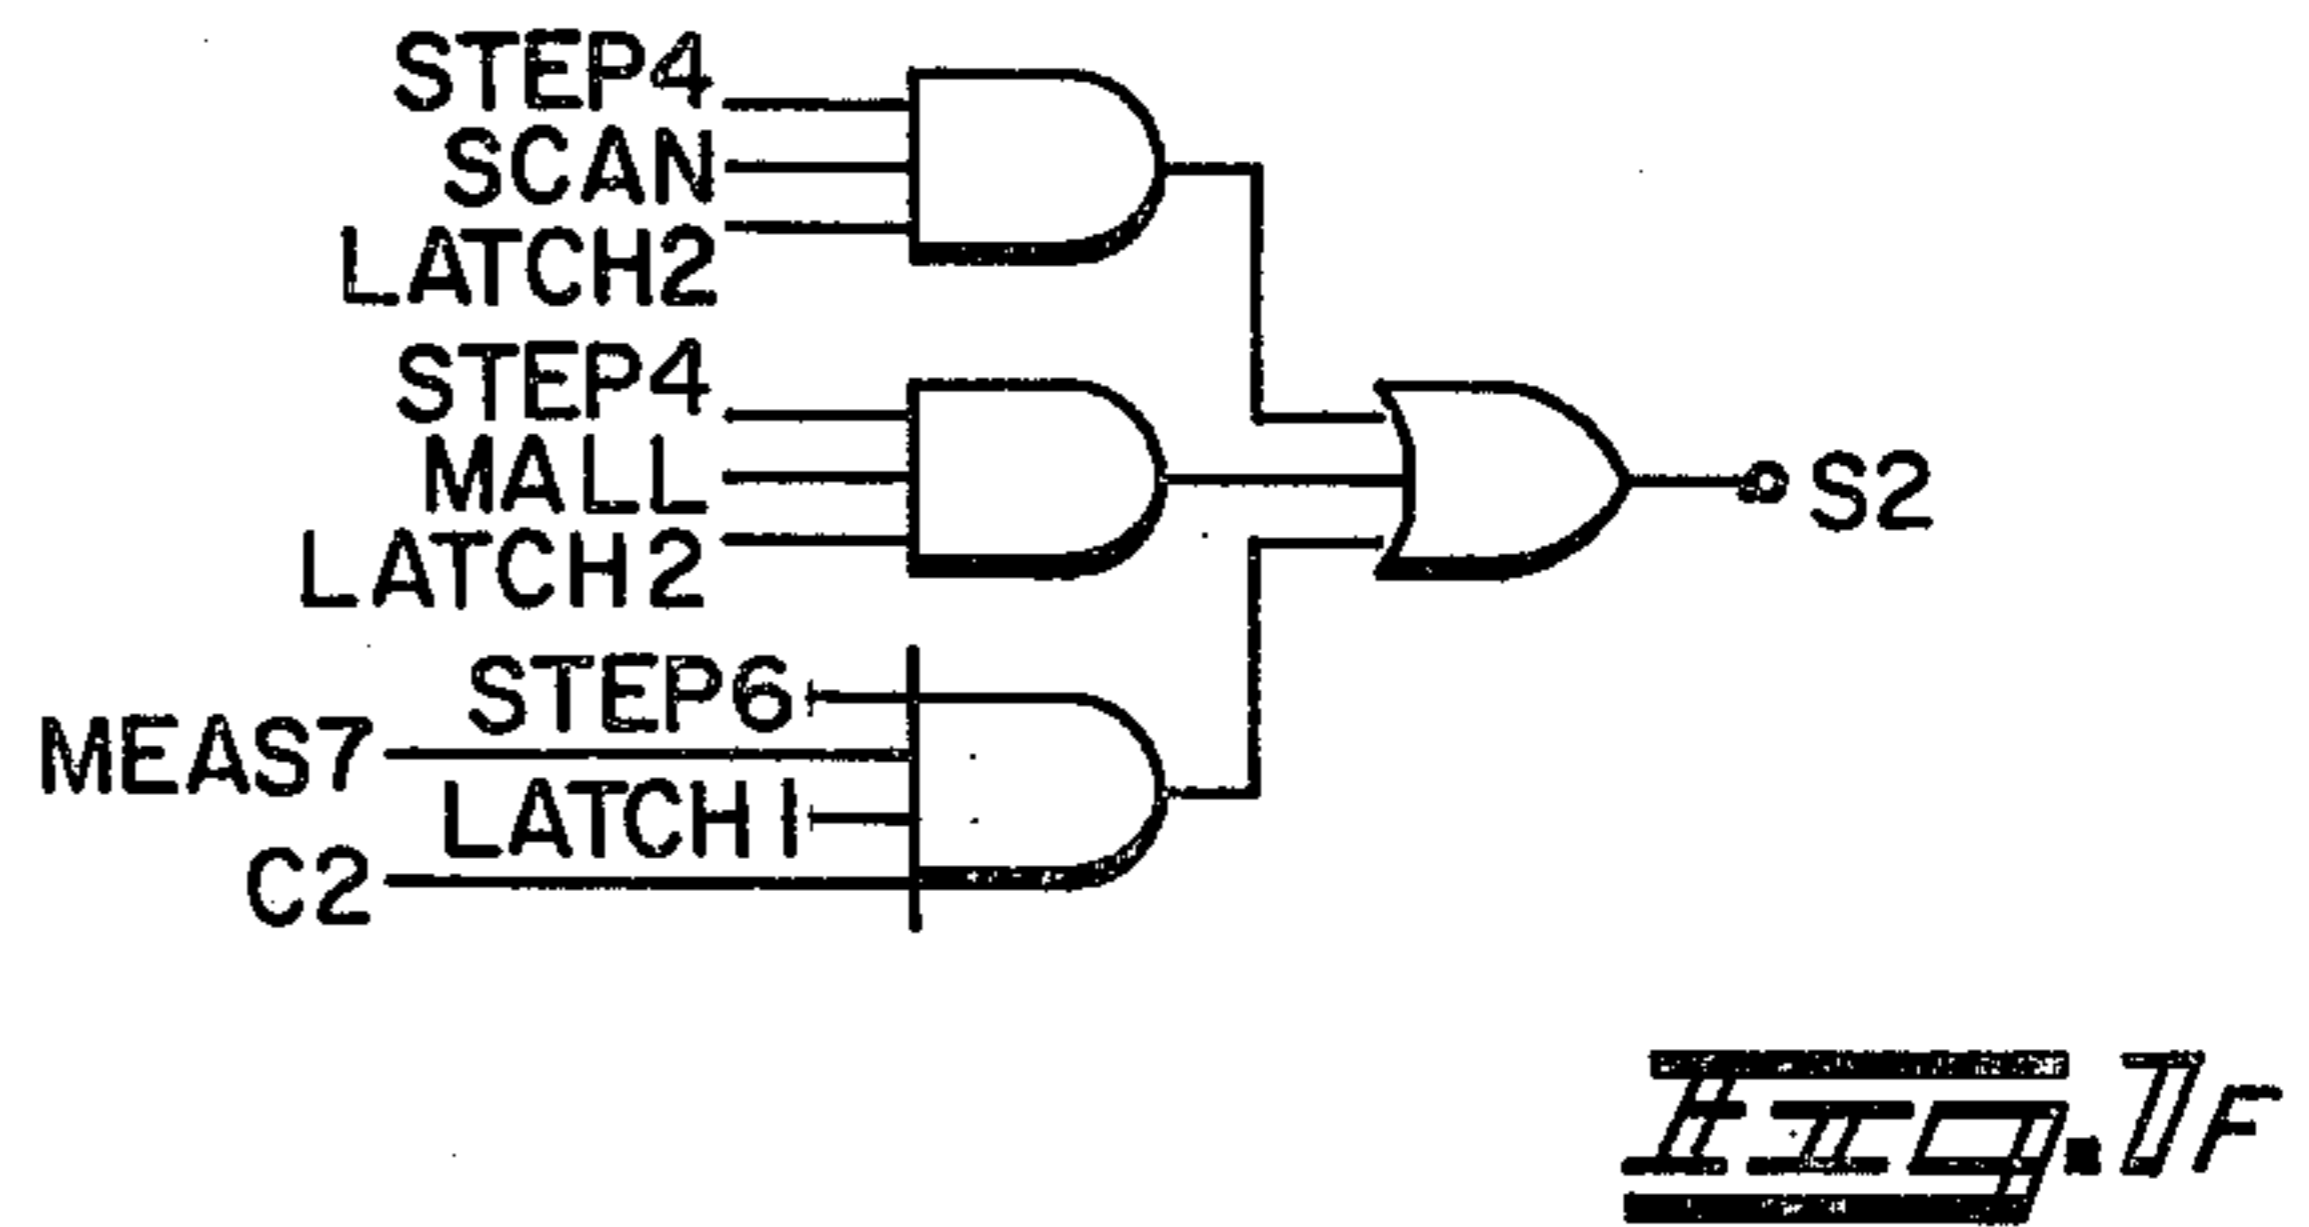 STEP4
SCAN
LATCH2
STEP4
MALL
LATCH2
S2
STEP6
MEAS7
LATCH1
C2
Fig. 7F